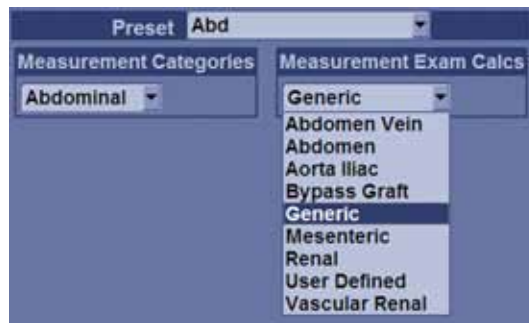 Preset Abd
Measurement Categories
Abdominal
Measurement Exam Calcs
Generic
Abdomen Vein
Abdomen
Aorta Iliac
Bypass Graft
Generic
Mesenteric
Renal
User Defined
Vascular Renal